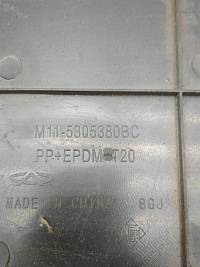 M11-5305380BC
PP+EPDM-T20
MADE IN CHINA 8GJ